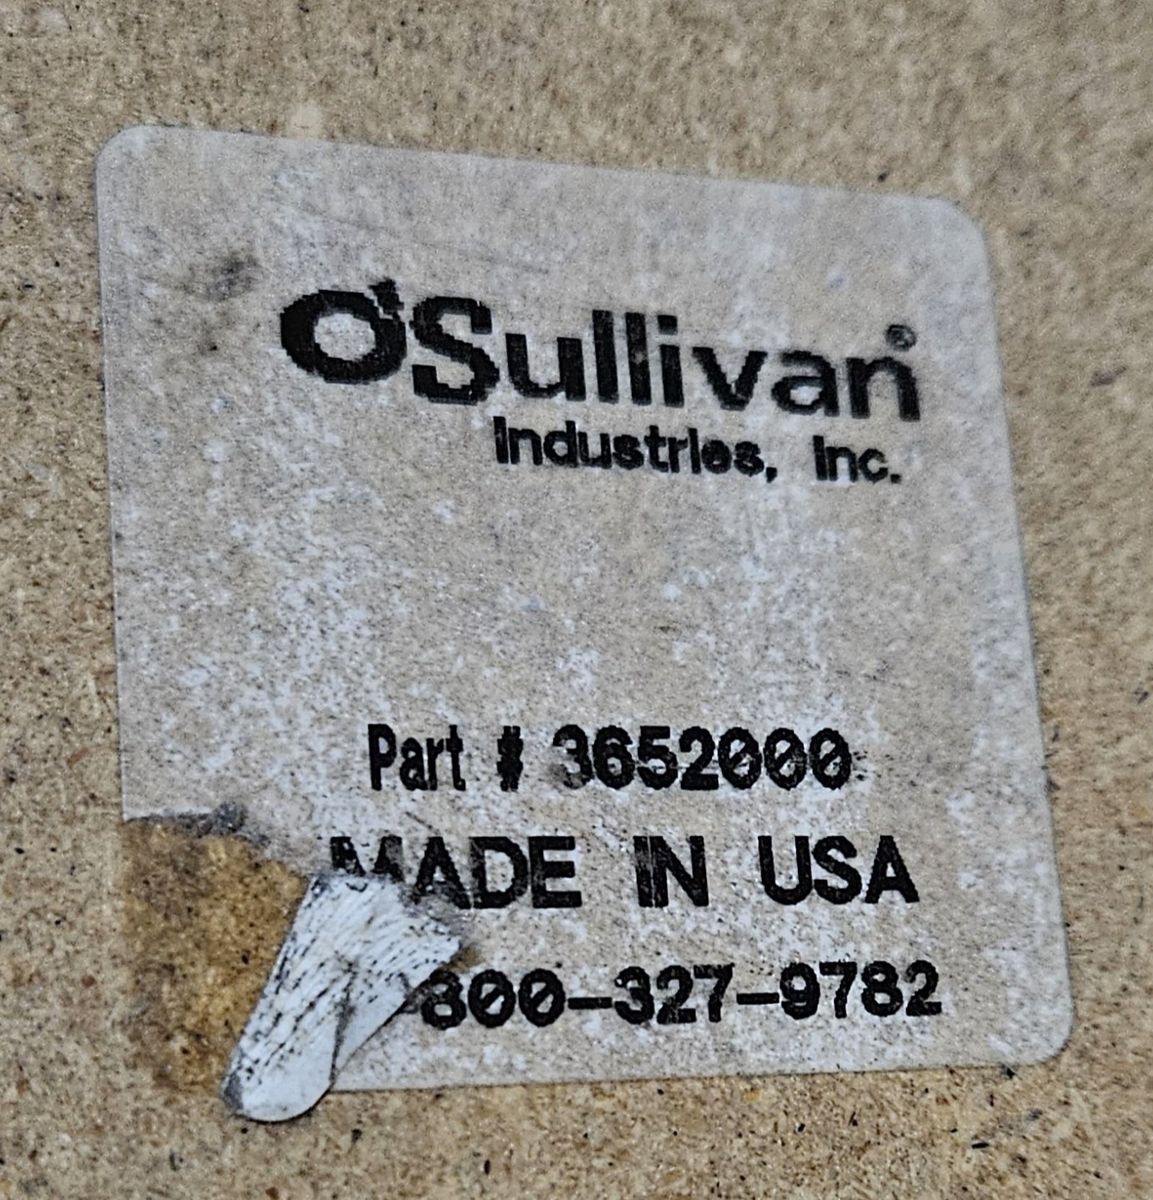 O'Sullivan®
Industries, Inc.
Part # 3652000
MADE IN USA
800-327-9782